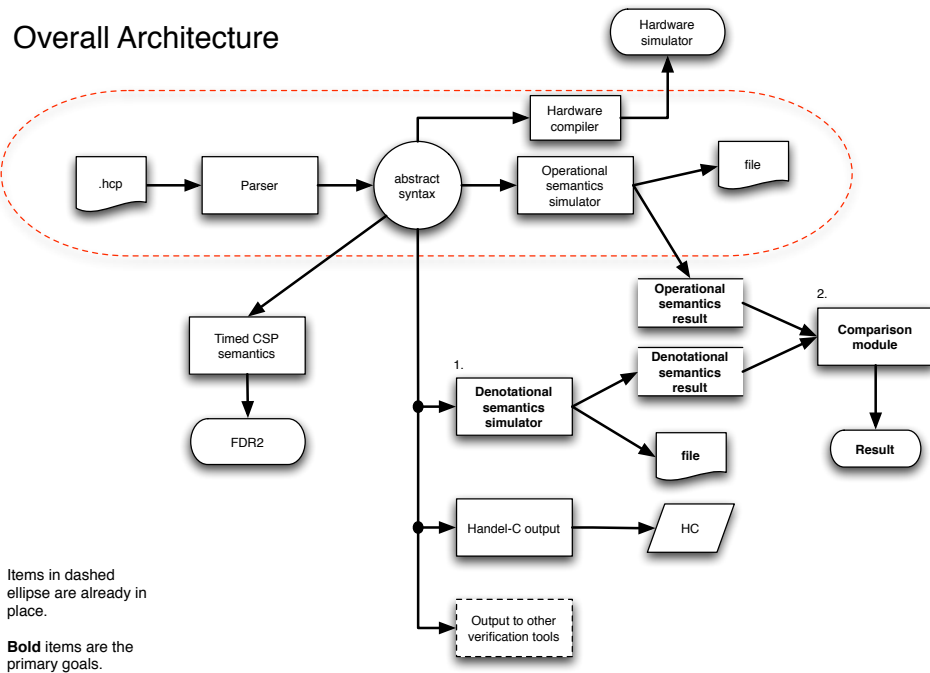 Overall Architecture
Hardware
simulator
Hardware
compiler
.hcp
Parser
abstract
syntax
Operational
semantics
simulator
file
Operational
semantics
result
2.
Comparison
module
Timed CSP
semantics
1.
Denotational
semantics
simulator
Denotational
semantics
result
FDR2
file
Result
Handel-C output
HC
Items in dashed
ellipse are already in
place.
Bold items are the
primary goals.
Output to other
verification tools